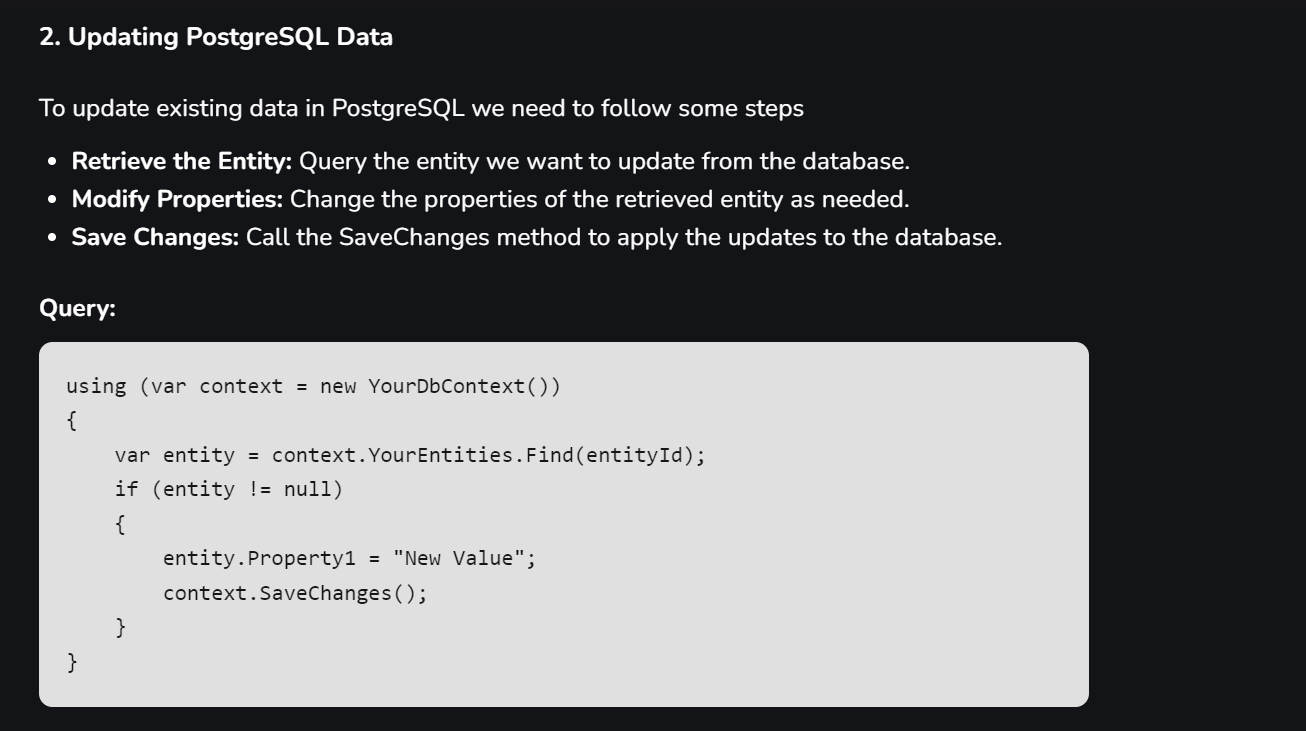 2. Updating PostgreSQL Data
To update existing data in PostgreSQL we need to follow some steps
• Retrieve the Entity: Query the entity we want to update from the database.
• Modify Properties: Change the properties of the retrieved entity as needed.
• Save Changes: Call the SaveChanges method to apply the updates to the database.
Query:
using (var context = new YourDbContext())
{
    var entity = context.YourEntities.Find(entityId);
    if (entity != null)
    {
        entity.Property1 = "New Value";
        context.SaveChanges();
    }
}